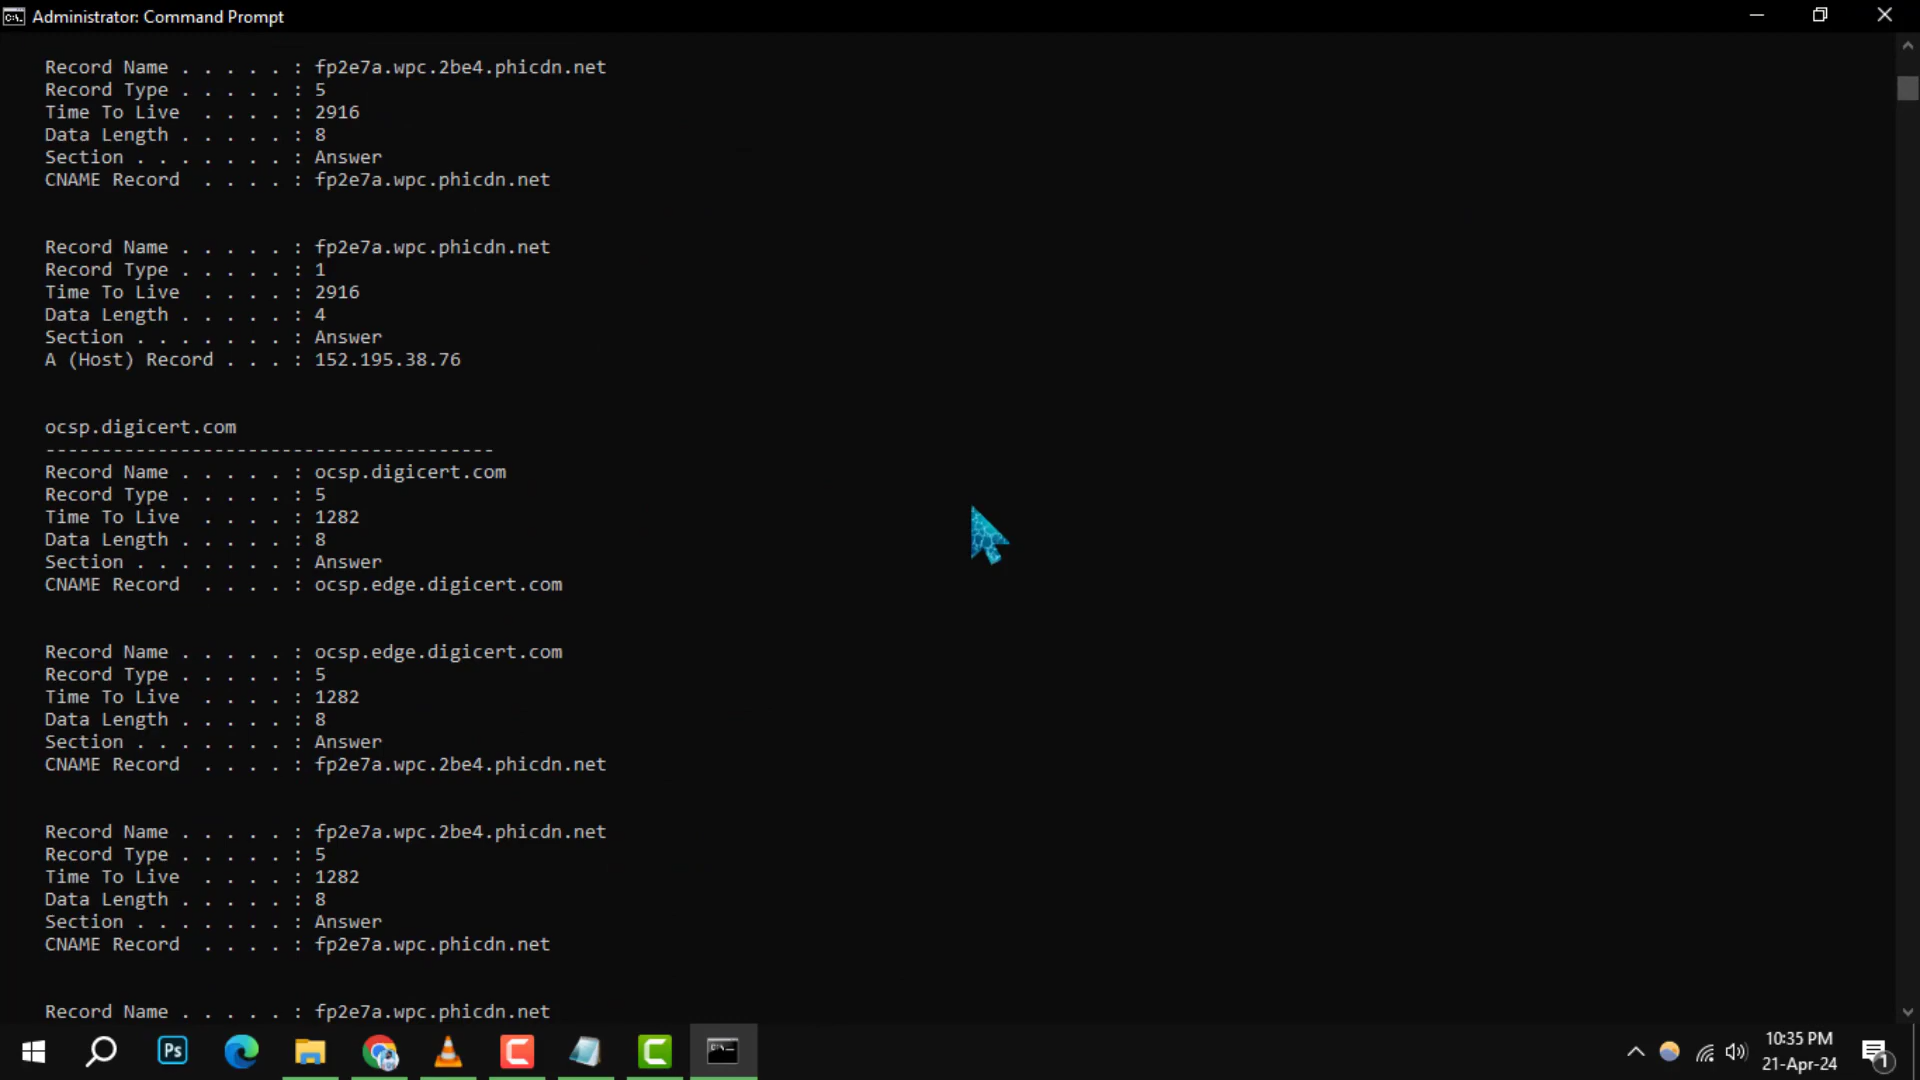 Administrator: Command Prompt
Record Name . . . . . : fp2e7a.wpc.2be4.phicdn.net
Record Type . . . . . : 5
Time To Live  . . . . : 2916
Data Length . . . . . : 8
Section . . . . . . . : Answer
CNAME Record  . . . . : fp2e7a.wpc.phicdn.net
Record Name . . . . . : fp2e7a.wpc.phicdn.net
Record Type . . . . . : 1
Time To Live  . . . . : 2916
Data Length . . . . . : 4
Section . . . . . . . : Answer
A (Host) Record . . . : 152.195.38.76
ocsp.digicert.com
----------------------------------------
Record Name . . . . . : ocsp.digicert.com
Record Type . . . . . : 5
Time To Live  . . . . : 1282
Data Length . . . . . : 8
Section . . . . . . . : Answer
CNAME Record  . . . . : ocsp.edge.digicert.com
Record Name . . . . . : ocsp.edge.digicert.com
Record Type . . . . . : 5
Time To Live  . . . . : 1282
Data Length . . . . . : 8
Section . . . . . . . : Answer
CNAME Record  . . . . : fp2e7a.wpc.2be4.phicdn.net
Record Name . . . . . : fp2e7a.wpc.2be4.phicdn.net
Record Type . . . . . : 5
Time To Live  . . . . : 1282
Data Length . . . . . : 8
Section . . . . . . . : Answer
CNAME Record  . . . . : fp2e7a.wpc.phicdn.net
Record Name . . . . . : fp2e7a.wpc.phicdn.net
Ps
10:35 PM
21-Apr-24
1